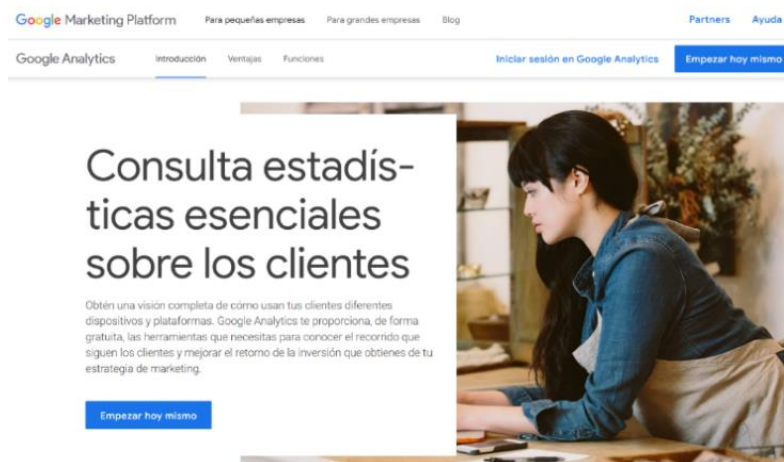 Google Marketing Platform Para pequeñas empresas Para grandes empresas Blog Partners Ayuda
Google Analytics Introducción Ventajas Funciones Iniciar sesión en Google Analytics Empezar hoy mismo
Consulta estadís-
ticas esenciales
sobre los clientes
Obtén una visión completa de cómo usan tus clientes diferentes
dispositivos y plataformas. Google Analytics te proporciona, de forma
gratuita, las herramientas que necesitas para conocer el recorrido que
siguen los clientes y mejorar el retorno de la inversión que obtienes de tu
estrategia de marketing.
Empezar hoy mismo